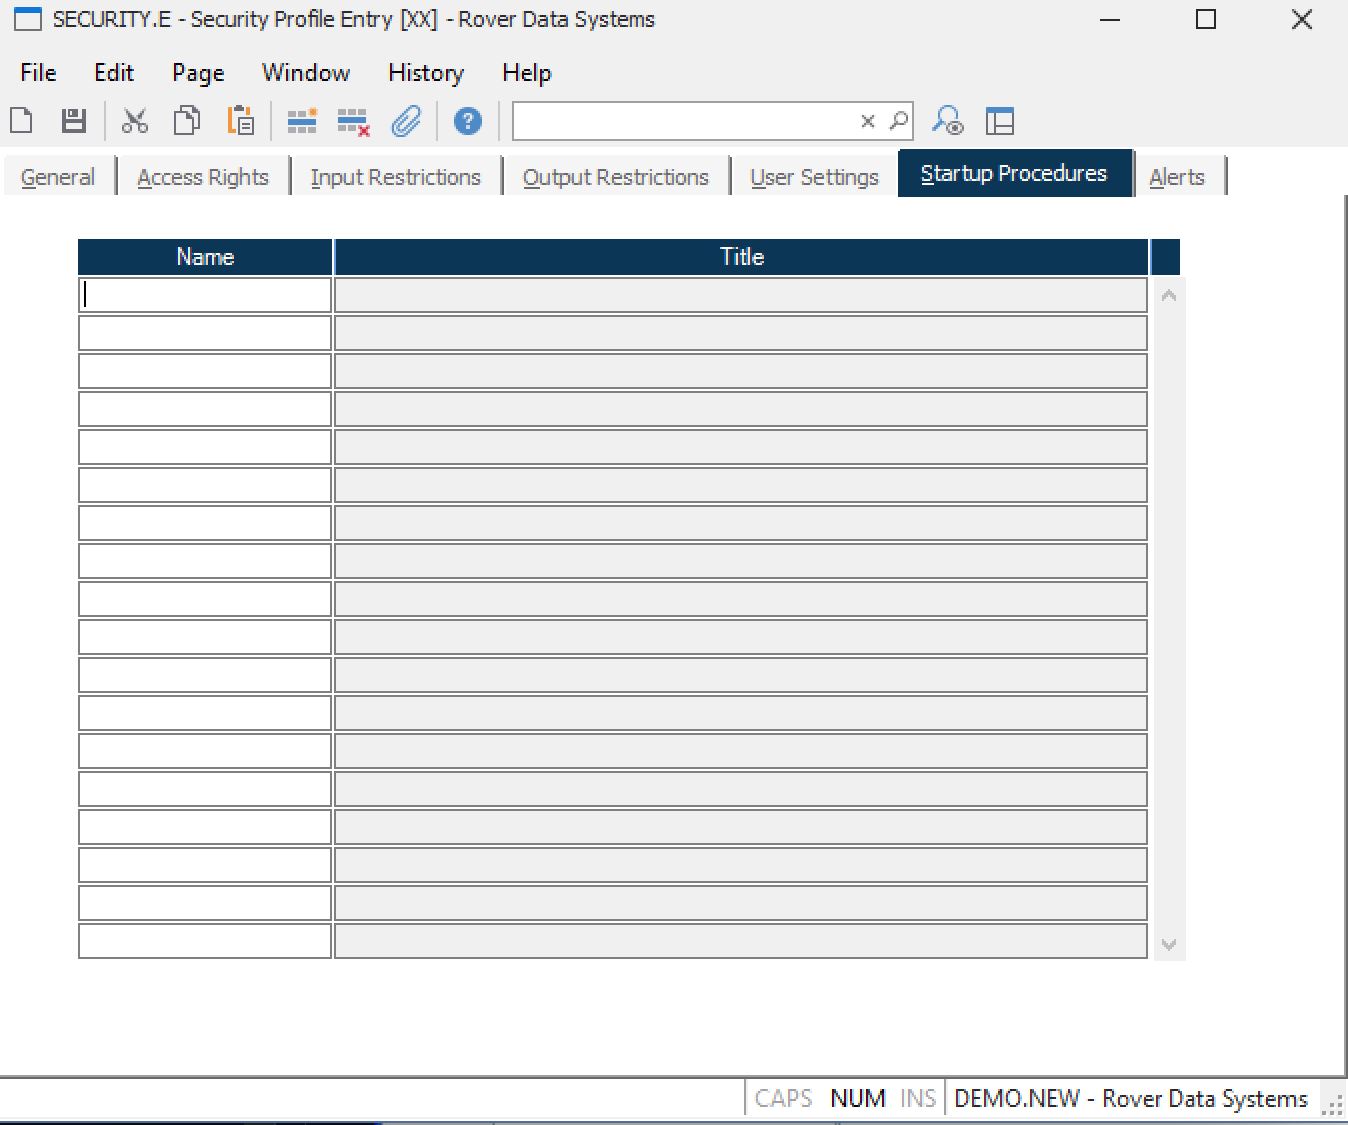 SECURITY.E - Security Profile Entry [XX] - Rover Data Systems
File Edit Page Window History Help
General Access Rights Input Restrictions Output Restrictions User Settings Startup Procedures Alerts
Name Title
CAPS NUM INS DEMO.NEW - Rover Data Systems